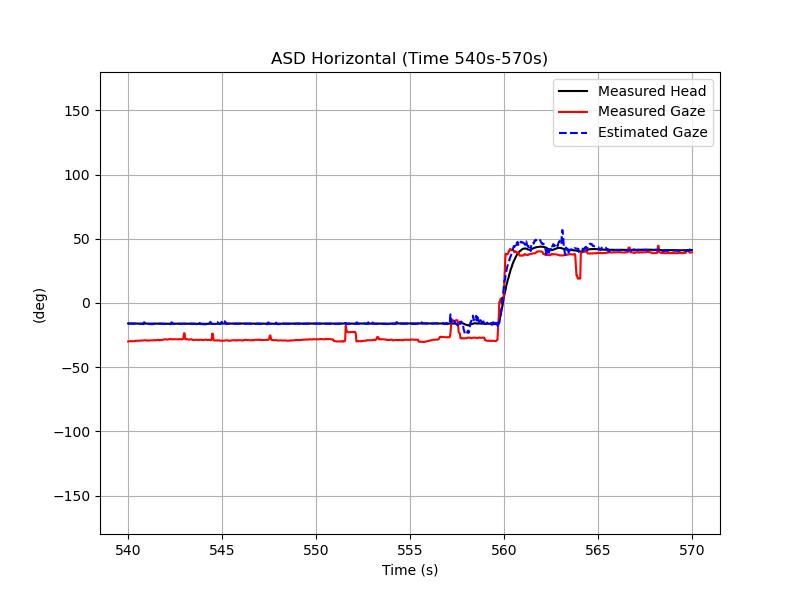 ASD Horizontal (Time 540s-570s)
Measured Head
Measured Gaze
Estimated Gaze
150
100
50
0
−50
−100
−150
(deg)
540 545 550 555 560 565 570
Time (s)